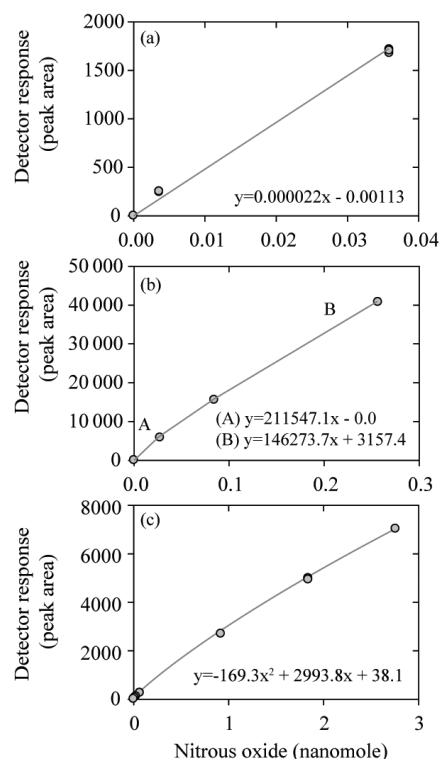 (a)
2000
1500
1000
500
0
Detector response
(peak area)
y=0.000022x - 0.00113
0.00 0.01 0.02 0.03 0.04
(b)
50 000
40 000
30 000
20 000
10 000
0
Detector response
(peak area)
B
A
(A) y=211547.1x - 0.0
(B) y=146273.7x + 3157.4
0.0 0.1 0.2 0.3
(c)
8000
6000
4000
2000
0
Detector response
(peak area)
y=-169.3x² + 2993.8x + 38.1
0 1 2 3
Nitrous oxide (nanomole)